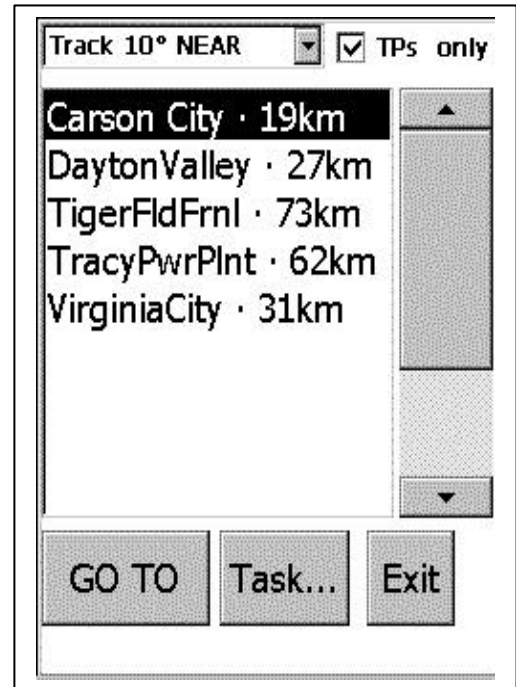 Track 10° NEAR TPs only
Carson City · 19km
DaytonValley · 27km
TigerFldFrnl · 73km
TracyPwrPlnt · 62km
VirginiaCity · 31km
GO TO Task... Exit